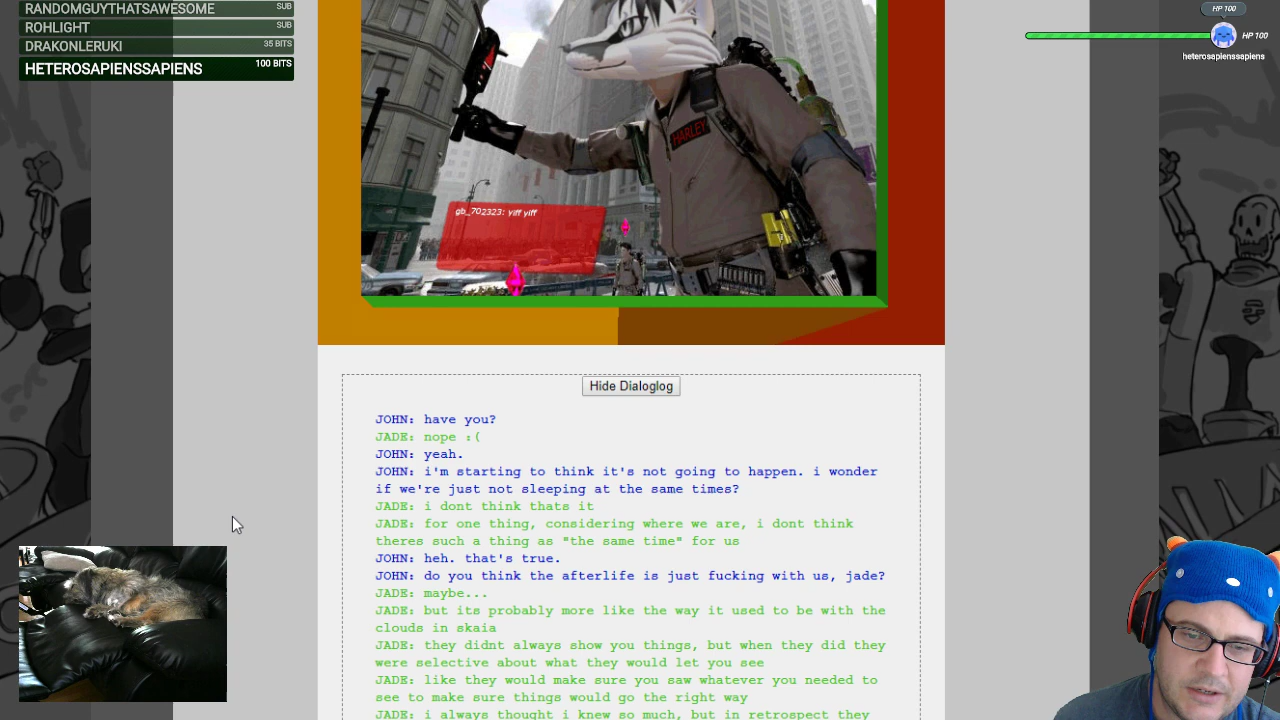 RANDOMGUYTHATSAWESOME SUB
ROHLIGHT SUB
DRAKONLERUKI 35 BITS
HETEROSAPIENSSAPIENS 100 BITS
HP 100
HP 100
heterosapienssapiens
HARLEY
gb_702323: yiff yiff
Hide Dialoglog
JOHN: have you?
JADE: nope :(
JOHN: yeah.
JOHN: i'm starting to think it's not going to happen. i wonder
if we're just not sleeping at the same times?
JADE: i dont think thats it
JADE: for one thing, considering where we are, i dont think
theres such a thing as "the same time" for us
JOHN: heh. that's true.
JOHN: do you think the afterlife is just fucking with us, jade?
JADE: maybe...
JADE: but its probably more like the way it used to be with the
clouds in skaia
JADE: they didnt always show you things, but when they did they
were selective about what they would let you see
JADE: like they would make sure you saw whatever you needed to
see to make sure things would go the right way
JADE: i always thought i knew so much, but in retrospect they